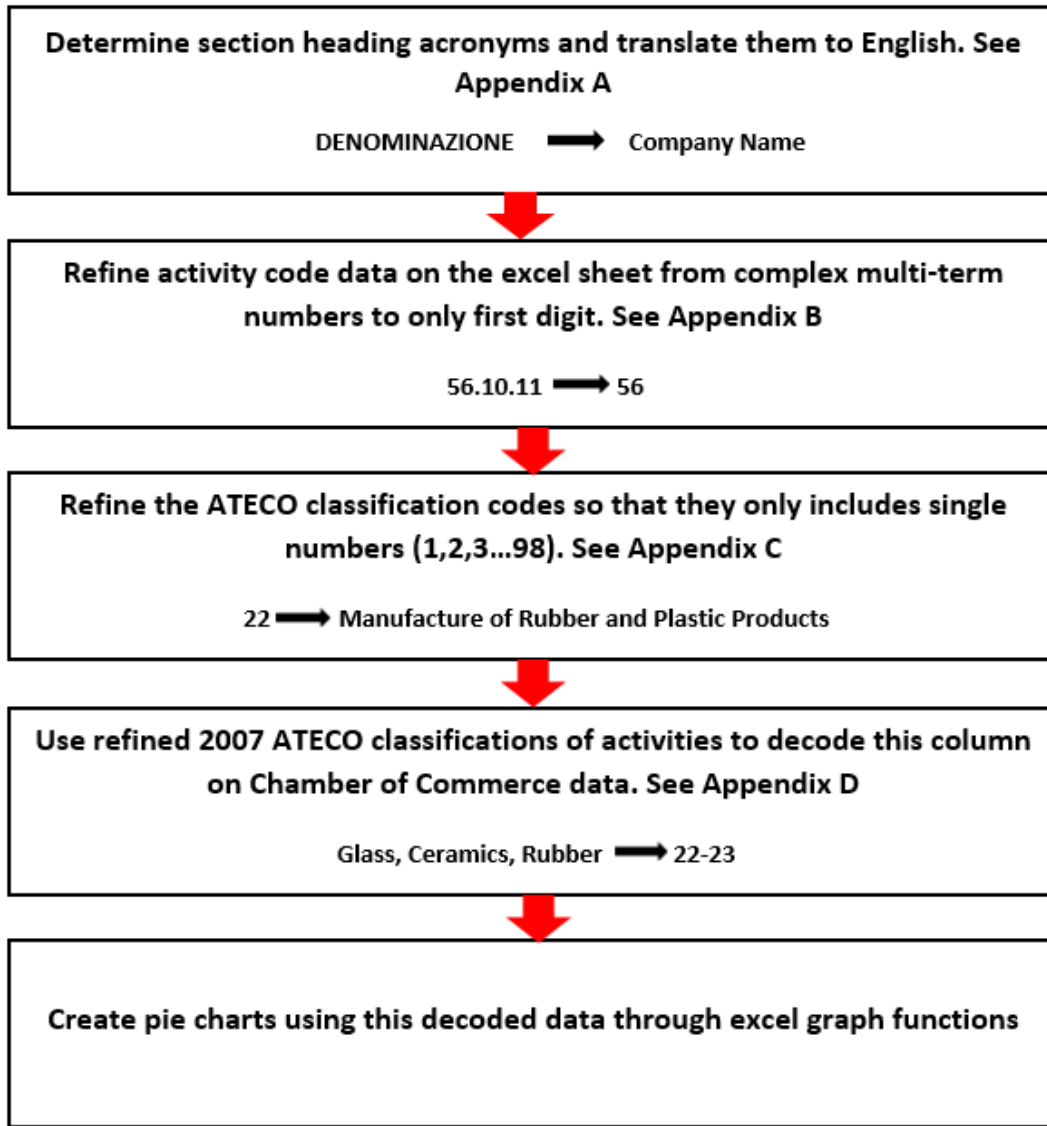 Determine section heading acronyms and translate them to English. See
Appendix A
DENOMINAZIONE Company Name
Refine activity code data on the excel sheet from complex multi-term
numbers to only first digit. See Appendix B
56.10.11 56
Refine the ATECO classification codes so that they only includes single
numbers (1,2,3...98). See Appendix C
22 Manufacture of Rubber and Plastic Products
Use refined 2007 ATECO classifications of activities to decode this column
on Chamber of Commerce data. See Appendix D
Glass, Ceramics, Rubber 22-23
Create pie charts using this decoded data through excel graph functions